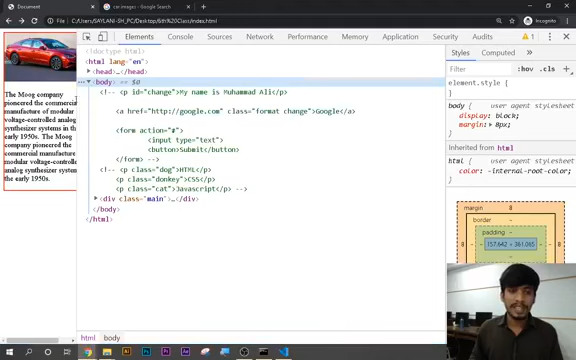 Document
car images - Google Search
File | C:/Users/SAYLANI-SH_PC/Desktop/6th%20Class/index.html
Incognito
Elements Console Sources Network Performance Memory Application Security Audits 1
<!doctype html>
<html lang="en">
<head>…</head>
<body> == $0
<!-- <p id="change">My name is Muhammad Ali</p>
<a href="http://google.com" class="format change">Google</a>
<form action="#">
<input type="text">
<button>Submit</button>
</form> -->
<!-- <p class="dog">HTML</p>
<p class="donkey">CSS</p>
<p class="cat">Javascript</p> -->
<div class="main">…</div>
</body>
</html>
The Moog company
pioneered the commercial
manufacture of modular
voltage-controlled analog
synthesizer systems in the
early 1950s. The Moog
company pioneered the
commercial manufacture of
modular voltage-controlled
analog synthesizer systems in
the early 1950s.
Styles Computed
Filter :hov .cls
element.style {
}
body user agent stylesheet
display: block;
margin: 8px;
}
Inherited from html
html user agent stylesheet
color: -internal-root-color;
}
margin 8
border -
padding -
8 - - 157.642 × 361.065 - - 8
html body